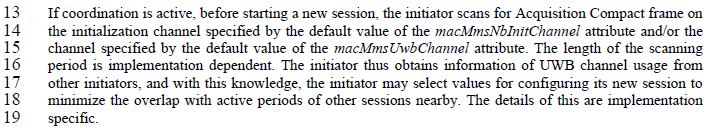 13 If coordination is active, before starting a new session, the initiator scans for Acquisition Compact frame on
14 the initialization channel specified by the default value of the macMmsNbInitChannel attribute and/or the
15 channel specified by the default value of the macMmsUwbChannel attribute. The length of the scanning
16 period is implementation dependent. The initiator thus obtains information of UWB channel usage from
17 other initiators, and with this knowledge, the initiator may select values for configuring its new session to
18 minimize the overlap with active periods of other sessions nearby. The details of this are implementation
19 specific.